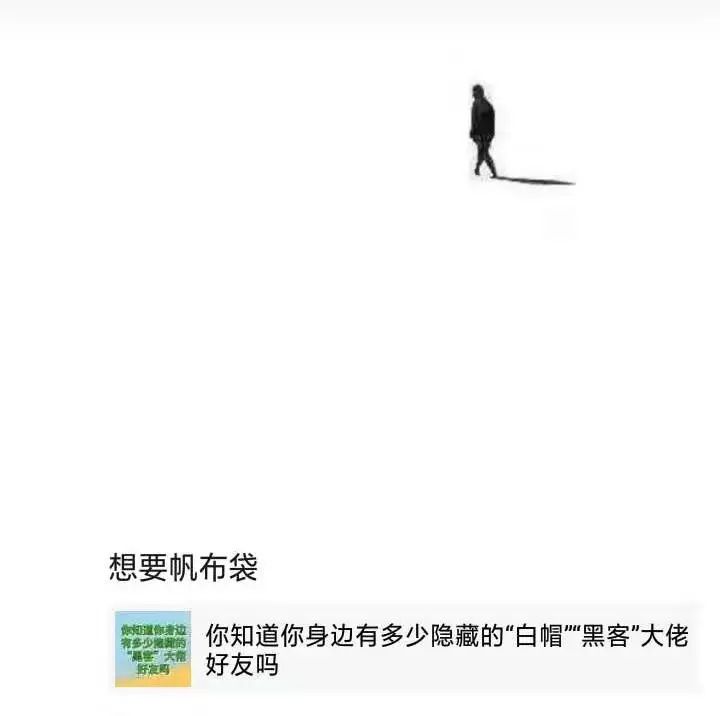 想要帆布袋
你知道你身边
有多少隐藏的
“黑客”大佬
好友吗
你知道你身边有多少隐藏的“白帽”“黑客”大佬
好友吗